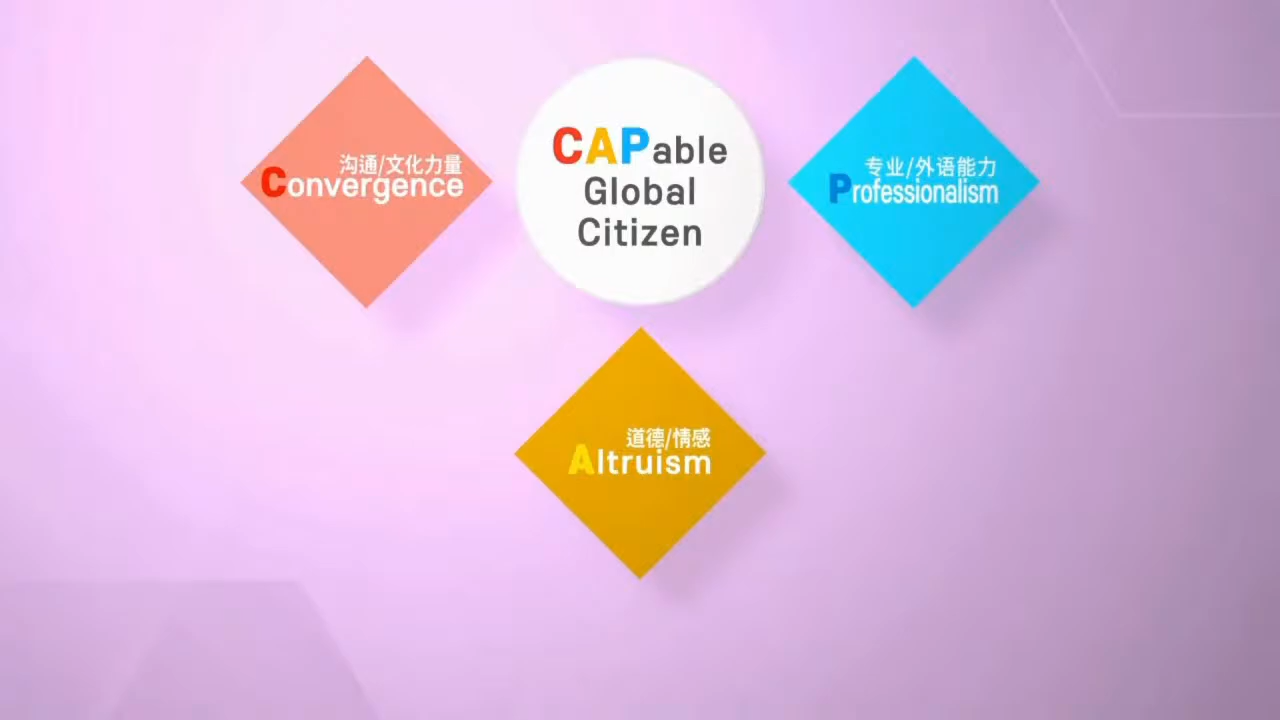 沟通/文化力量
Convergence
CAPable
Global
Citizen
专业/外语能力
Professionalism
道德/情感
Altruism